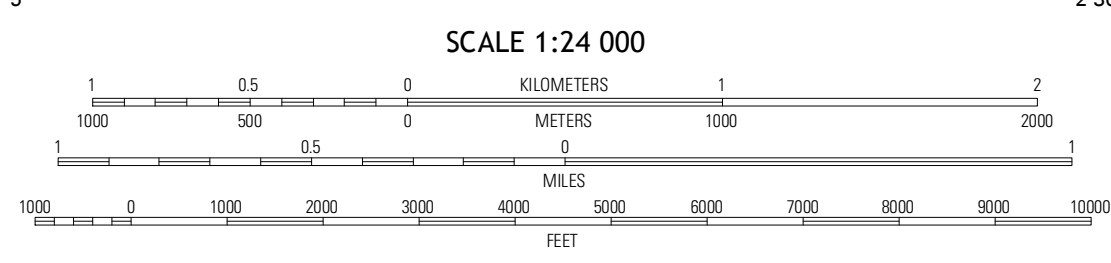 SCALE 1:24 000
1 0.5 0 KILOMETERS 1 2
1000 500 0 METERS 1000 2000
1 0.5 0 1
MILES
1000 0 1000 2000 3000 4000 5000 6000 7000 8000 9000 10000
FEET